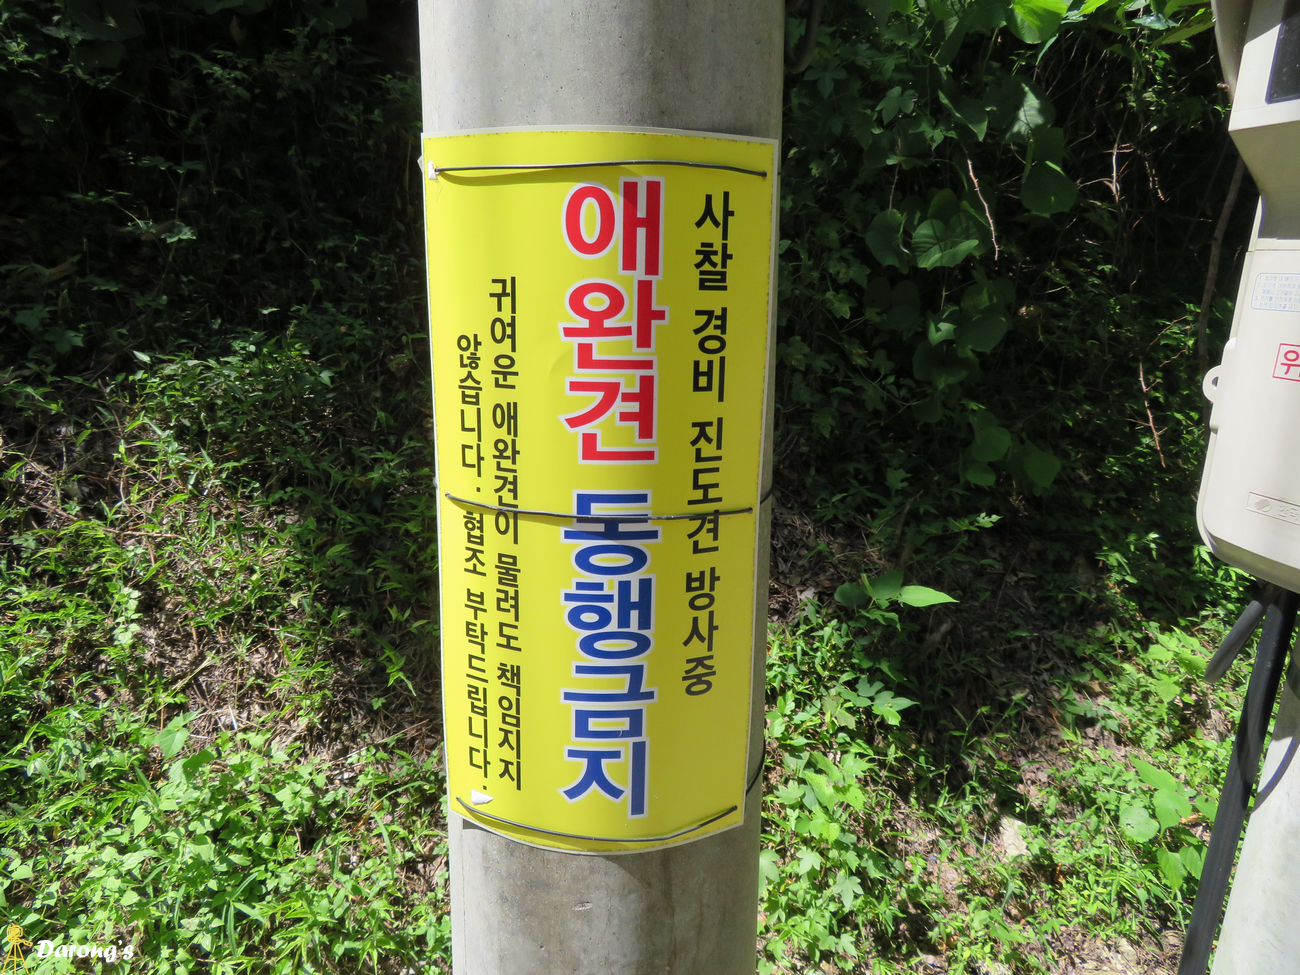 사찰 경비 진도견 방사중
애완견 동행금지
귀여운 애완견이 물려도 책임지지
않습니다. 협조 부탁드립니다.
Darong's